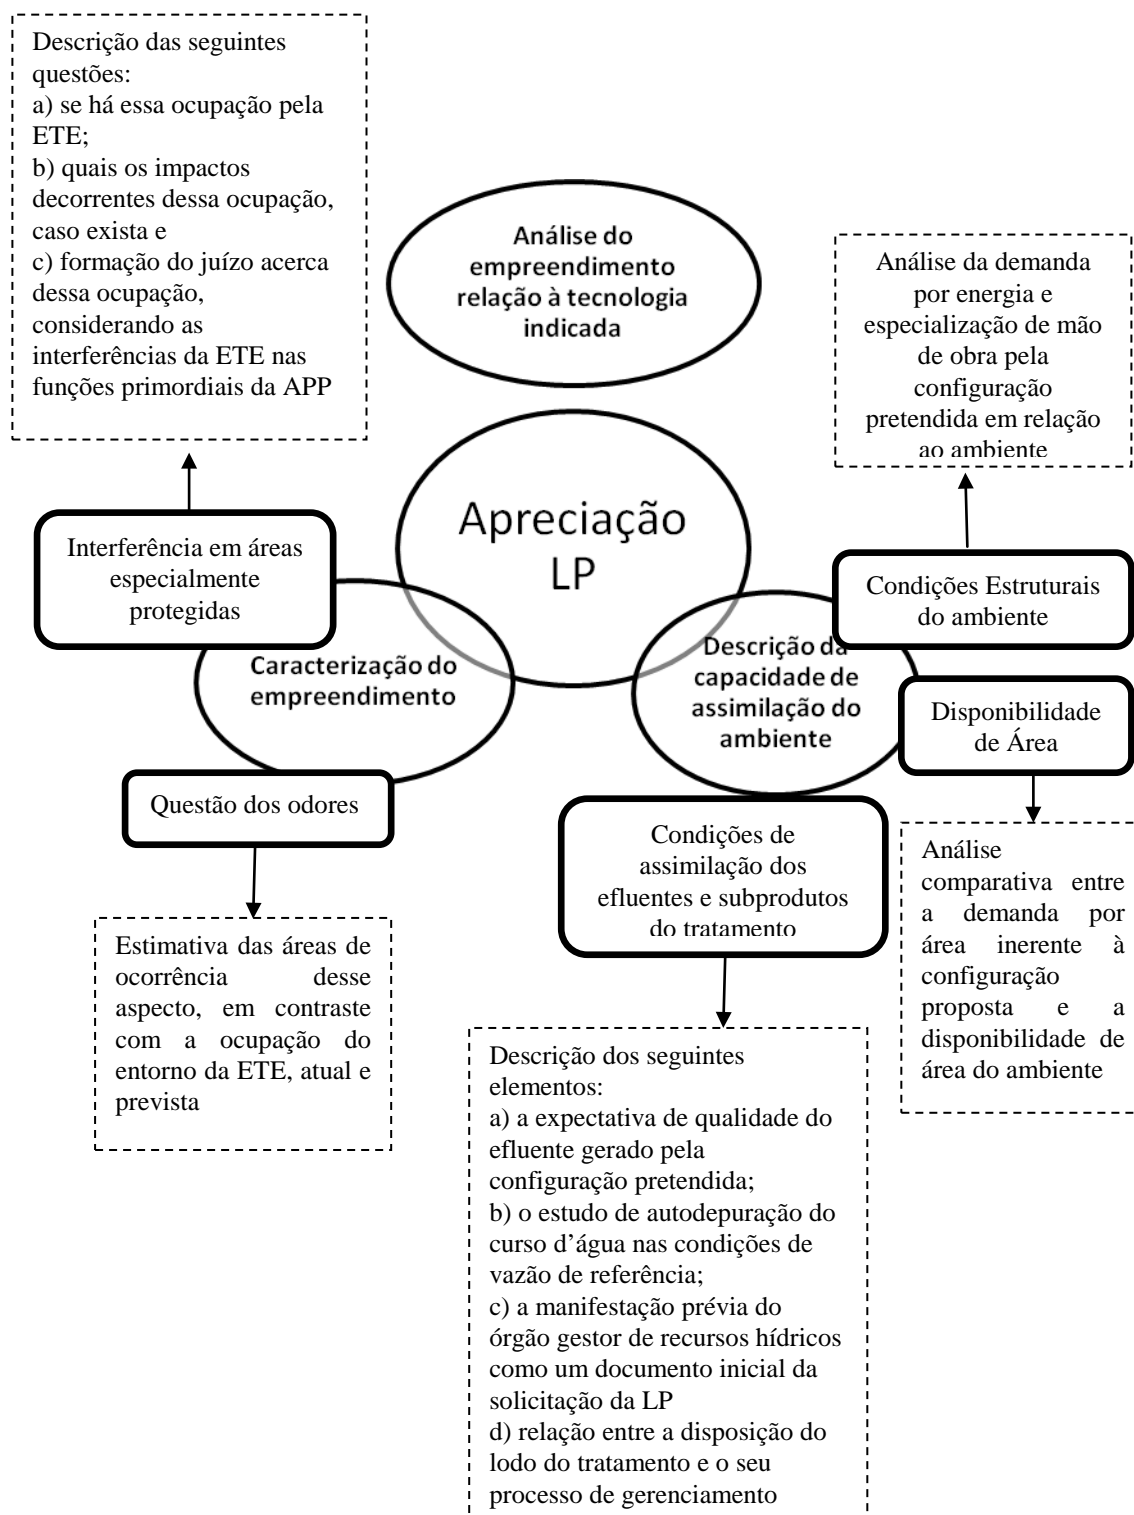 Descrição das seguintes
questões:
a) se há essa ocupação pela
ETE;
b) quais os impactos
decorrentes dessa ocupação,
caso exista e
c) formação do juízo acerca
dessa ocupação,
considerando as
interferências da ETE nas
funções primordiais da APP
Análise do
empreendimento
relação à tecnologia
indicada
Análise da demanda
por energia e
especialização de mão
de obra pela
configuração
pretendida em relação
ao ambiente
Apreciação
LP
Interferência em áreas
especialmente
protegidas
Condições Estruturais
do ambiente
Caracterização do
empreendimento
Descrição da
capacidade de
assimilação do
ambiente
Disponibilidade
de Área
Questão dos odores
Condições de
assimilação dos
efluentes e subprodutos
do tratamento
Análise
comparativa entre
a demanda por
área inerente à
configuração
proposta e a
disponibilidade de
área do ambiente
Estimativa das áreas de
ocorrência desse
aspecto, em contraste
com a ocupação do
entorno da ETE, atual e
prevista
Descrição dos seguintes
elementos:
a) a expectativa de qualidade do
efluente gerado pela
configuração pretendida;
b) o estudo de autodepuração do
curso d’água nas condições de
vazão de referência;
c) a manifestação prévia do
órgão gestor de recursos hídricos
como um documento inicial da
solicitação da LP
d) relação entre a disposição do
lodo do tratamento e o seu
processo de gerenciamento